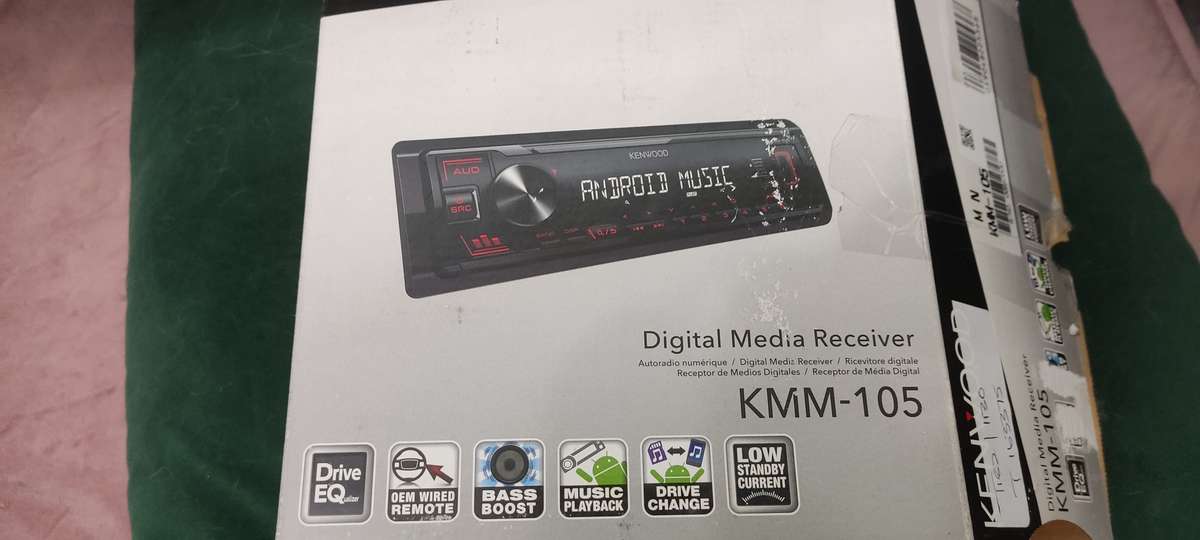 KENWOOD
AUD
SRC
ANDROID MUSIC
Digital Media Receiver
Autoradio numérique / Digital Media Receiver / Ricevitore digitale
Receptor de Medios Digitales / Receptor de Média Digital
KMM-105
Drive
EQualizer
OEM WIRED
REMOTE
BASS
BOOST
MUSIC
PLAYBACK
DRIVE
CHANGE
LOW
STANDBY
CURRENT
M N
KMM-105
KENWOOD
Digital Media Receiver
KMM-105